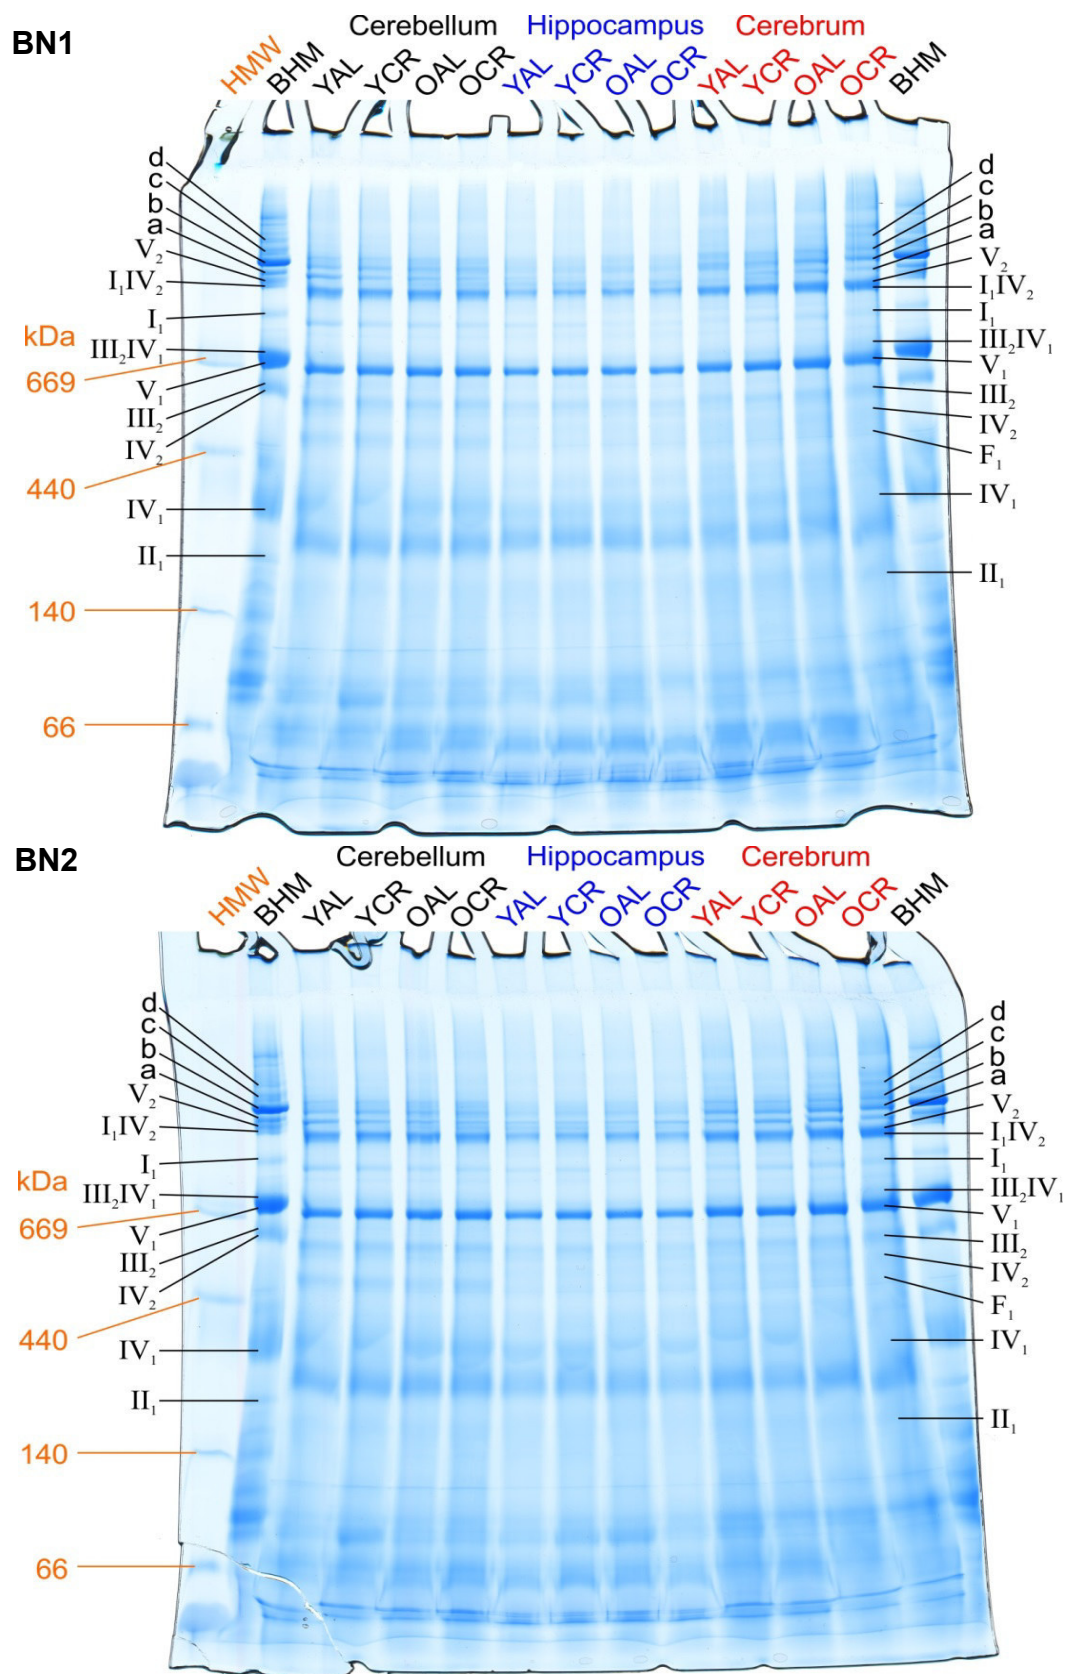 BN1
Cerebellum Hippocampus Cerebrum
HMW BHM YAL YCR OAL OCR YAL YCR OAL OCR YAL YCR OAL OCR BHM
d
c
b
a
V₂
I₁IV₂
I₁
kDa
III₂IV₁
669
V₁
III₂
IV₂
440
IV₁
II₁
140
66
d
c
b
a
V₂
I₁IV₂
I₁
III₂IV₁
V₁
III₂
IV₂
F₁
IV₁
II₁
BN2
Cerebellum Hippocampus Cerebrum
HMW BHM YAL YCR OAL OCR YAL YCR OAL OCR YAL YCR OAL OCR BHM
d
c
b
a
V₂
I₁IV₂
I₁
kDa
III₂IV₁
669
V₁
III₂
IV₂
440
IV₁
II₁
140
66
d
c
b
a
V₂
I₁IV₂
I₁
III₂IV₁
V₁
III₂
IV₂
F₁
IV₁
II₁